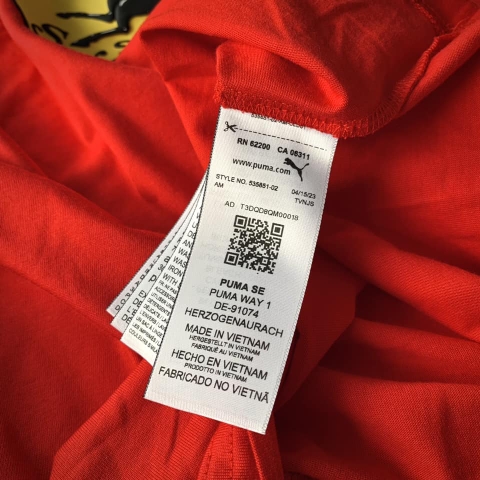 RN 62200 CA 05311
www.puma.com
STYLE NO. 535851-02 04/15/23
AM TVNJS
AD T3DQD8QM00018
PUMA SE
PUMA WAY 1
DE-91074
HERZOGENAURACH
MADE IN VIETNAM
HERGESTELLT IN VIETNAM
FABRIQUÉ AU VIETNAM
HECHO EN VIETNAM
PRODOTTO IN VIETNAM
FABRICADO NO VIETNÃ